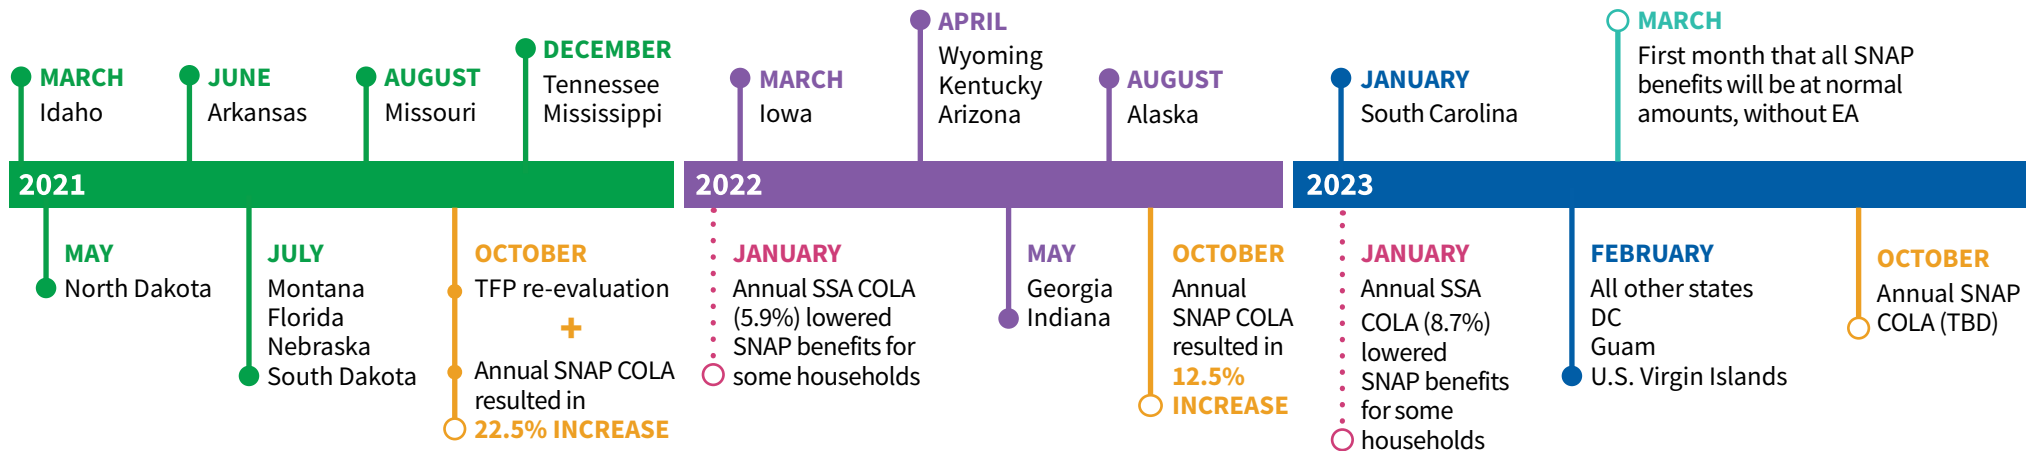 MARCH
Idaho
JUNE
Arkansas
AUGUST
Missouri
DECEMBER
Tennessee
Mississippi
MARCH
Iowa
APRIL
Wyoming
Kentucky
Arizona
AUGUST
Alaska
JANUARY
South Carolina
MARCH
First month that all SNAP
benefits will be at normal
amounts, without EA
2021
2022
2023
MAY
North Dakota
JULY
Montana
Florida
Nebraska
South Dakota
OCTOBER
TFP re-evaluation
+
Annual SNAP COLA
resulted in
22.5% INCREASE
JANUARY
Annual SSA COLA
(5.9%) lowered
SNAP benefits for
some households
MAY
Georgia
Indiana
OCTOBER
Annual
SNAP COLA
resulted in
12.5%
INCREASE
JANUARY
Annual SSA
COLA (8.7%)
lowered
SNAP benefits
for some
households
FEBRUARY
All other states
DC
Guam
U.S. Virgin Islands
OCTOBER
Annual SNAP
COLA (TBD)